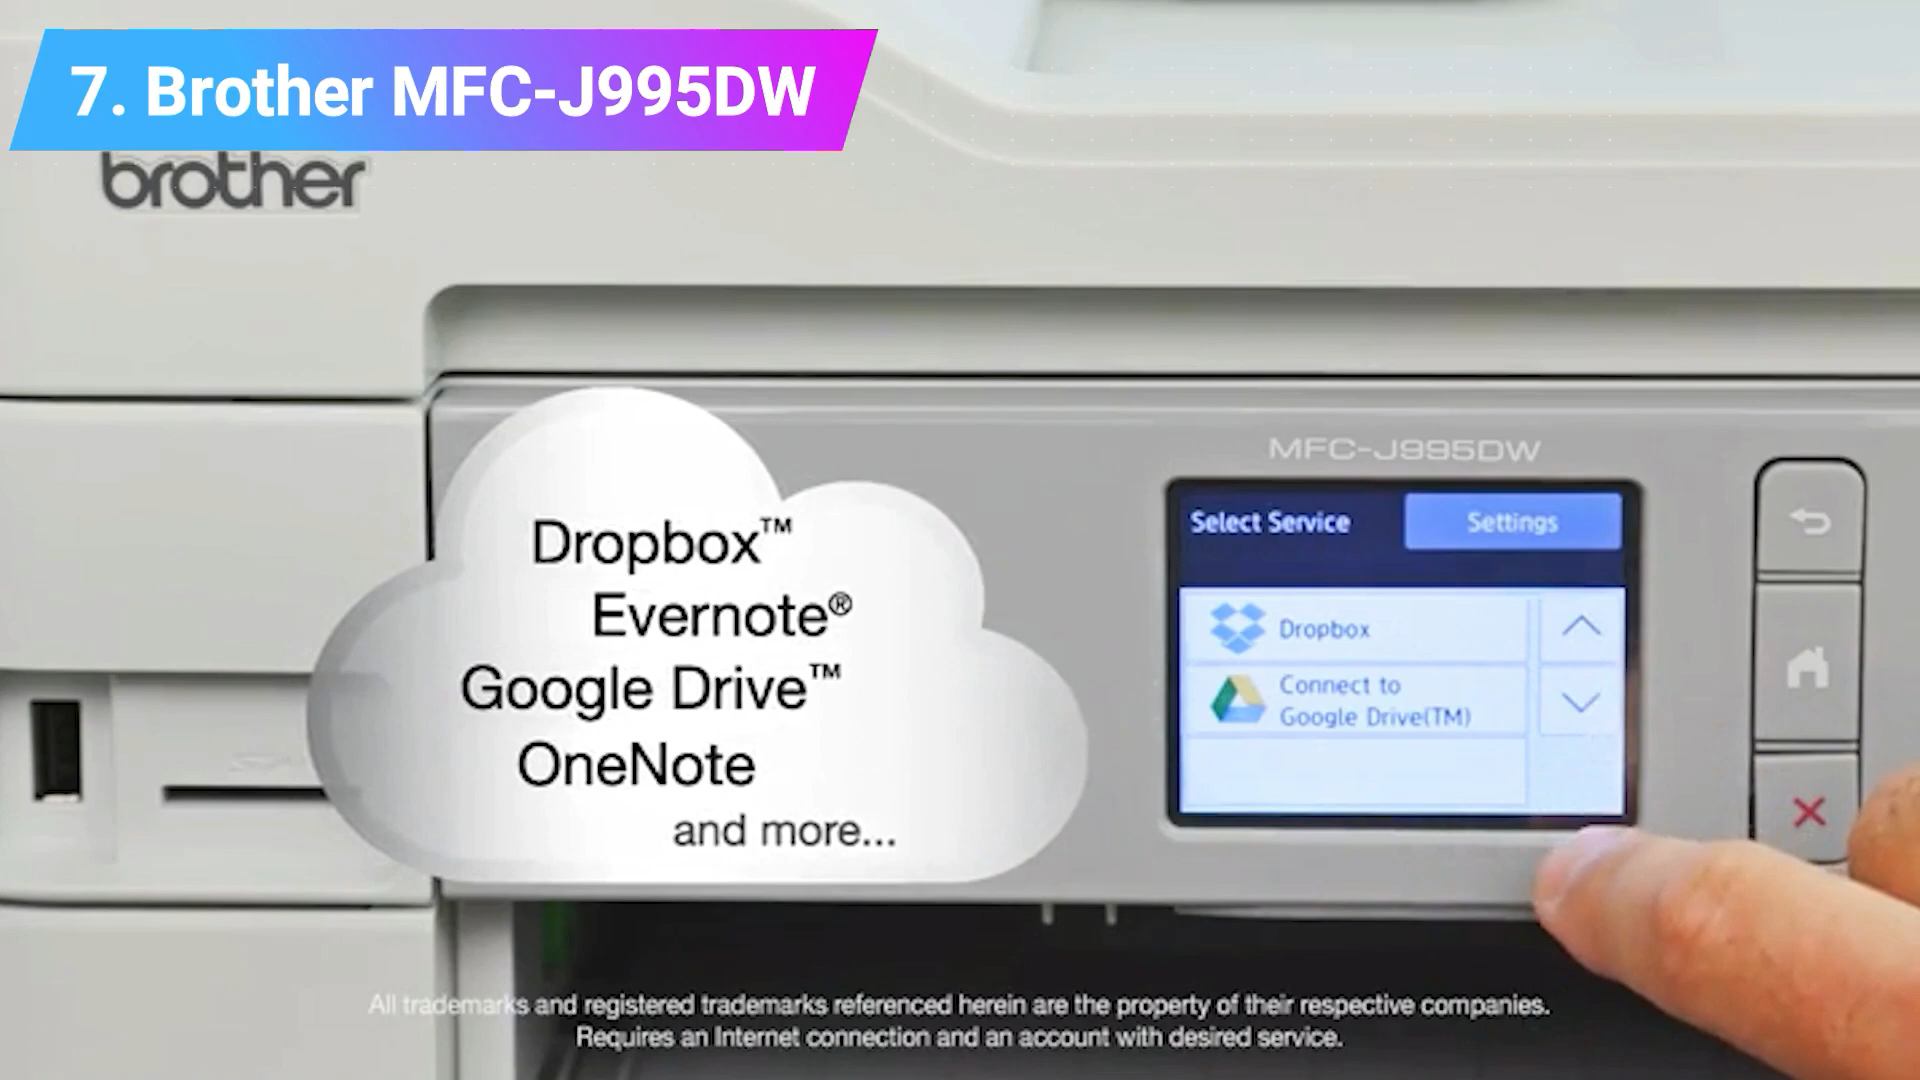 7. Brother MFC-J995DW
brother
MFC-J995DW
Select Service
Settings
Dropbox
Connect to
Google Drive(TM)
Dropbox™
Evernote®
Google Drive™
OneNote
and more...
All trademarks and registered trademarks referenced herein are the property of their respective companies.
Requires an Internet connection and an account with desired service.